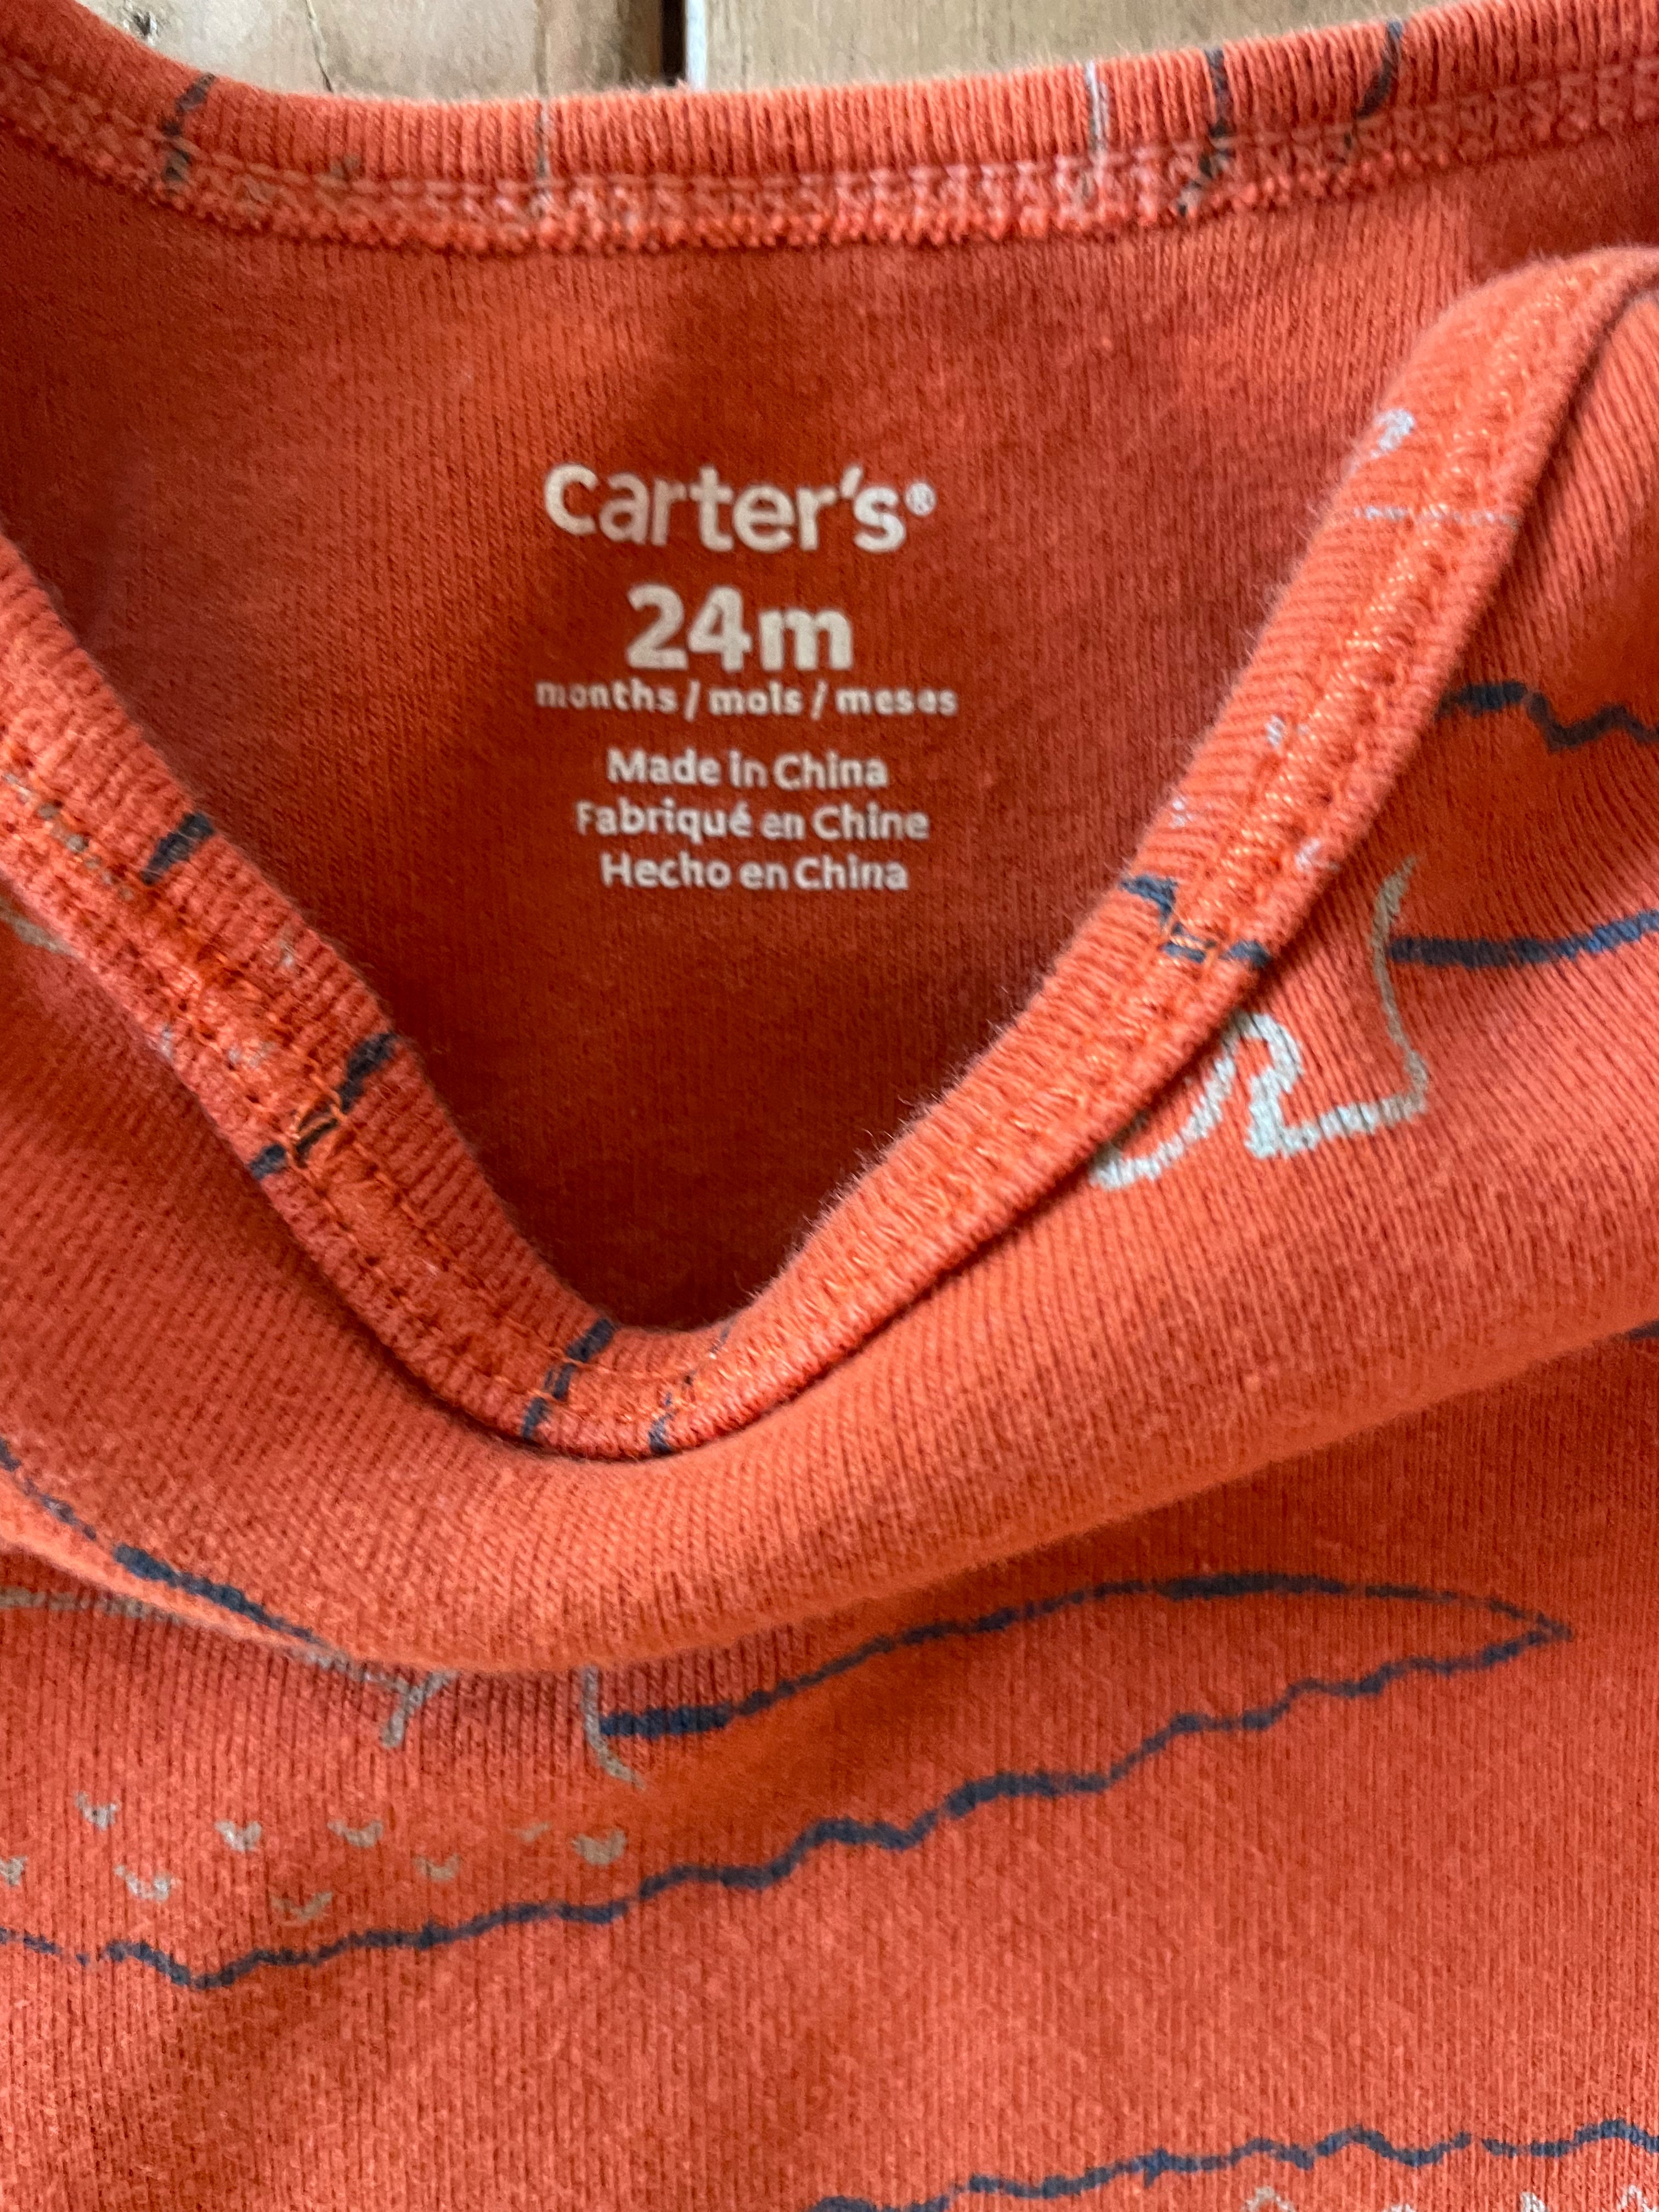 Carter's®
24m
months / mois / meses
Made in China
Fabriqué en Chine
Hecho en China